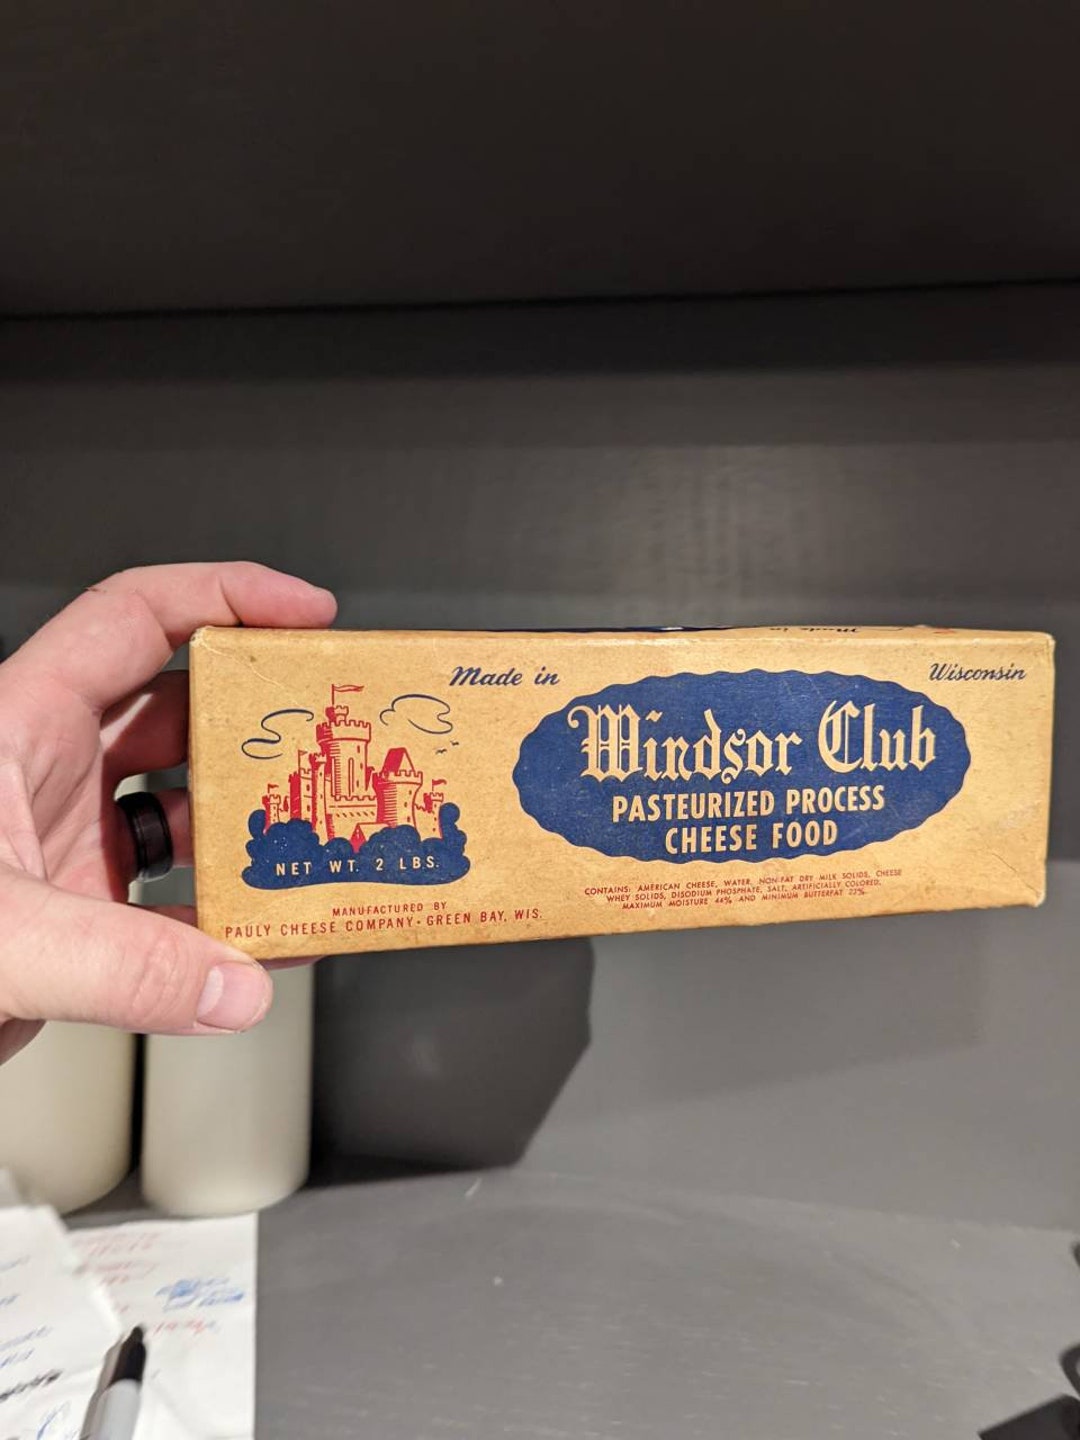 Made in
Wisconsin
Windsor Club
PASTEURIZED PROCESS
CHEESE FOOD
NET WT. 2 LBS.
MANUFACTURED BY
PAULY CHEESE COMPANY • GREEN BAY, WIS.
CONTAINS: AMERICAN CHEESE, WATER, NON-FAT DRY MILK SOLIDS, CHEESE
WHEY SOLIDS, DISODIUM PHOSPHATE, SALT, ARTIFICIALLY COLORED.
MAXIMUM MOISTURE 44% AND MINIMUM BUTTERFAT 22%.
Made in